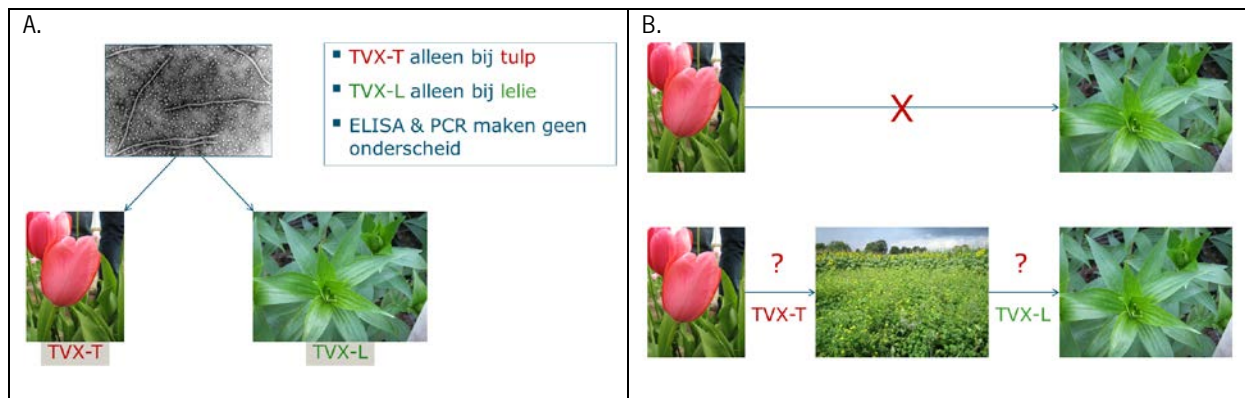 A.
▪ TVX-T alleen bij tulp
▪ TVX-L alleen bij lelie
▪ ELISA & PCR maken geen
onderscheid
TVX-T
TVX-L
B.
X
?
?
TVX-T
TVX-L